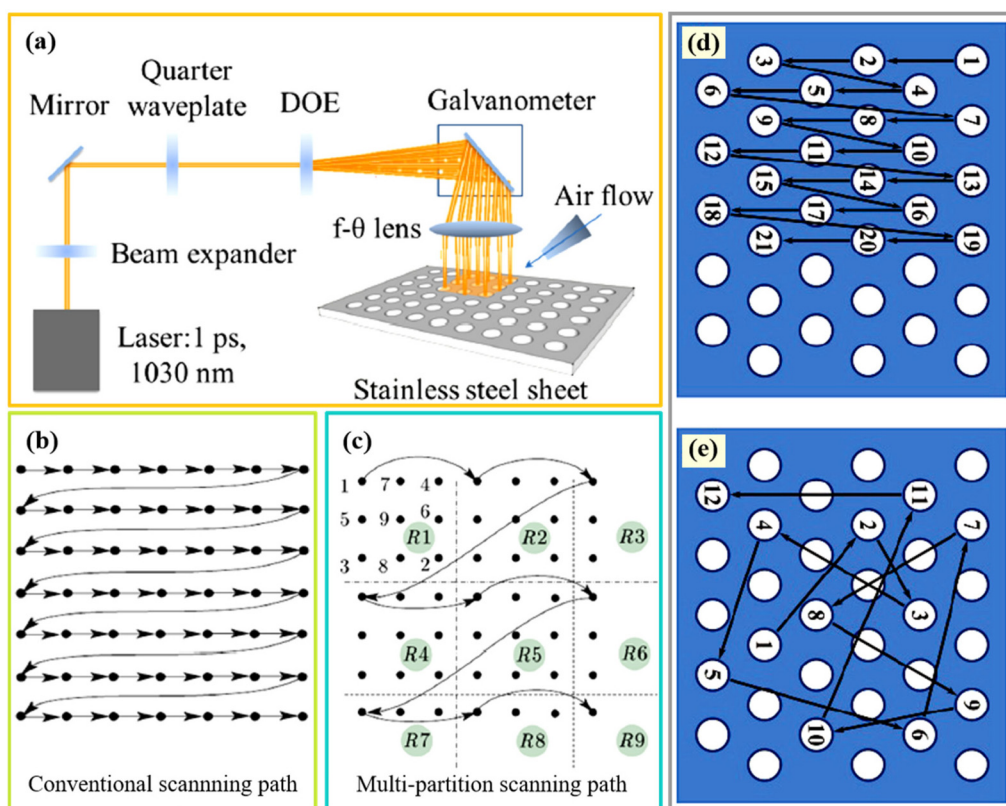 (a)
Quarter
waveplate
Mirror
DOE
Galvanometer
Air flow
f-θ lens
Beam expander
Laser:1 ps,
1030 nm
Stainless steel sheet
(b)
Conventional scannning path
(c)
1 7 4
5 9 6
R1 R2 R3
3 8 2
R4 R5 R6
R7 R8 R9
Multi-partition scanning path
(d)
3 2 1
6 5 4
9 8 7
12 11 10
15 14 13
18 17 16
21 20 19
(e)
12 11
4 2 7
8 3
1
5
9
10 6